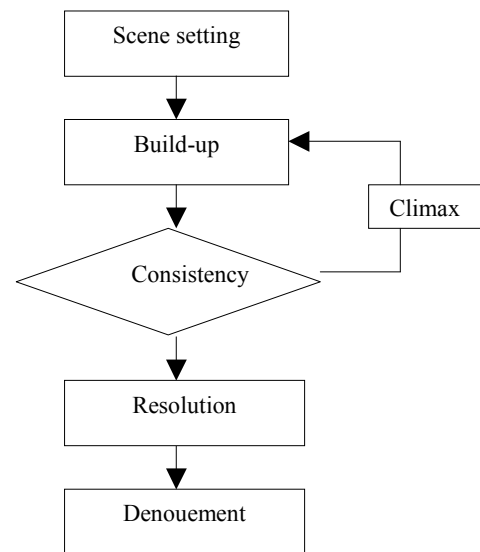 Scene setting
Build-up
Climax
Consistency
Resolution
Denouement